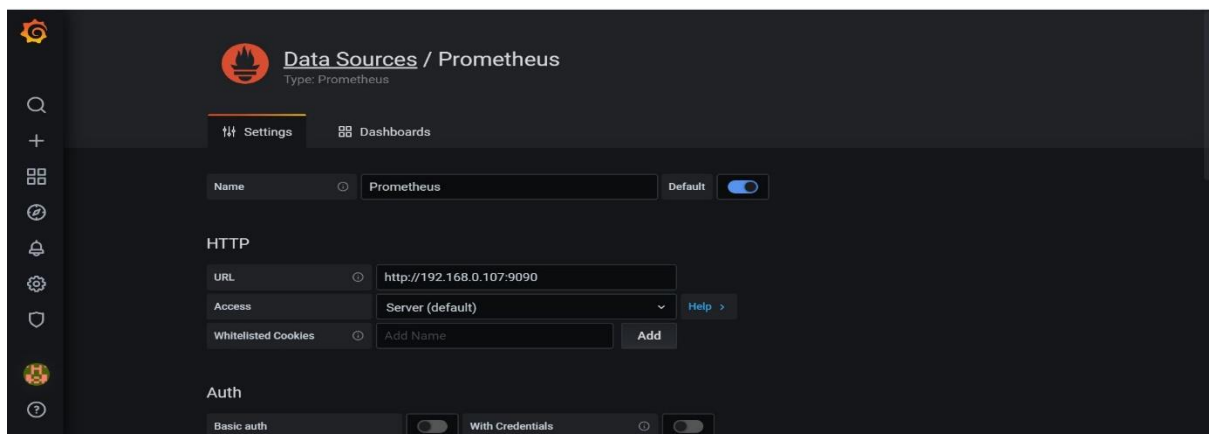 Data Sources / Prometheus
Type: Prometheus
Settings Dashboards
Name Prometheus Default
HTTP
URL http://192.168.0.107:9090
Access Server (default) Help >
Whitelisted Cookies Add Name Add
Auth
Basic auth With Credentials